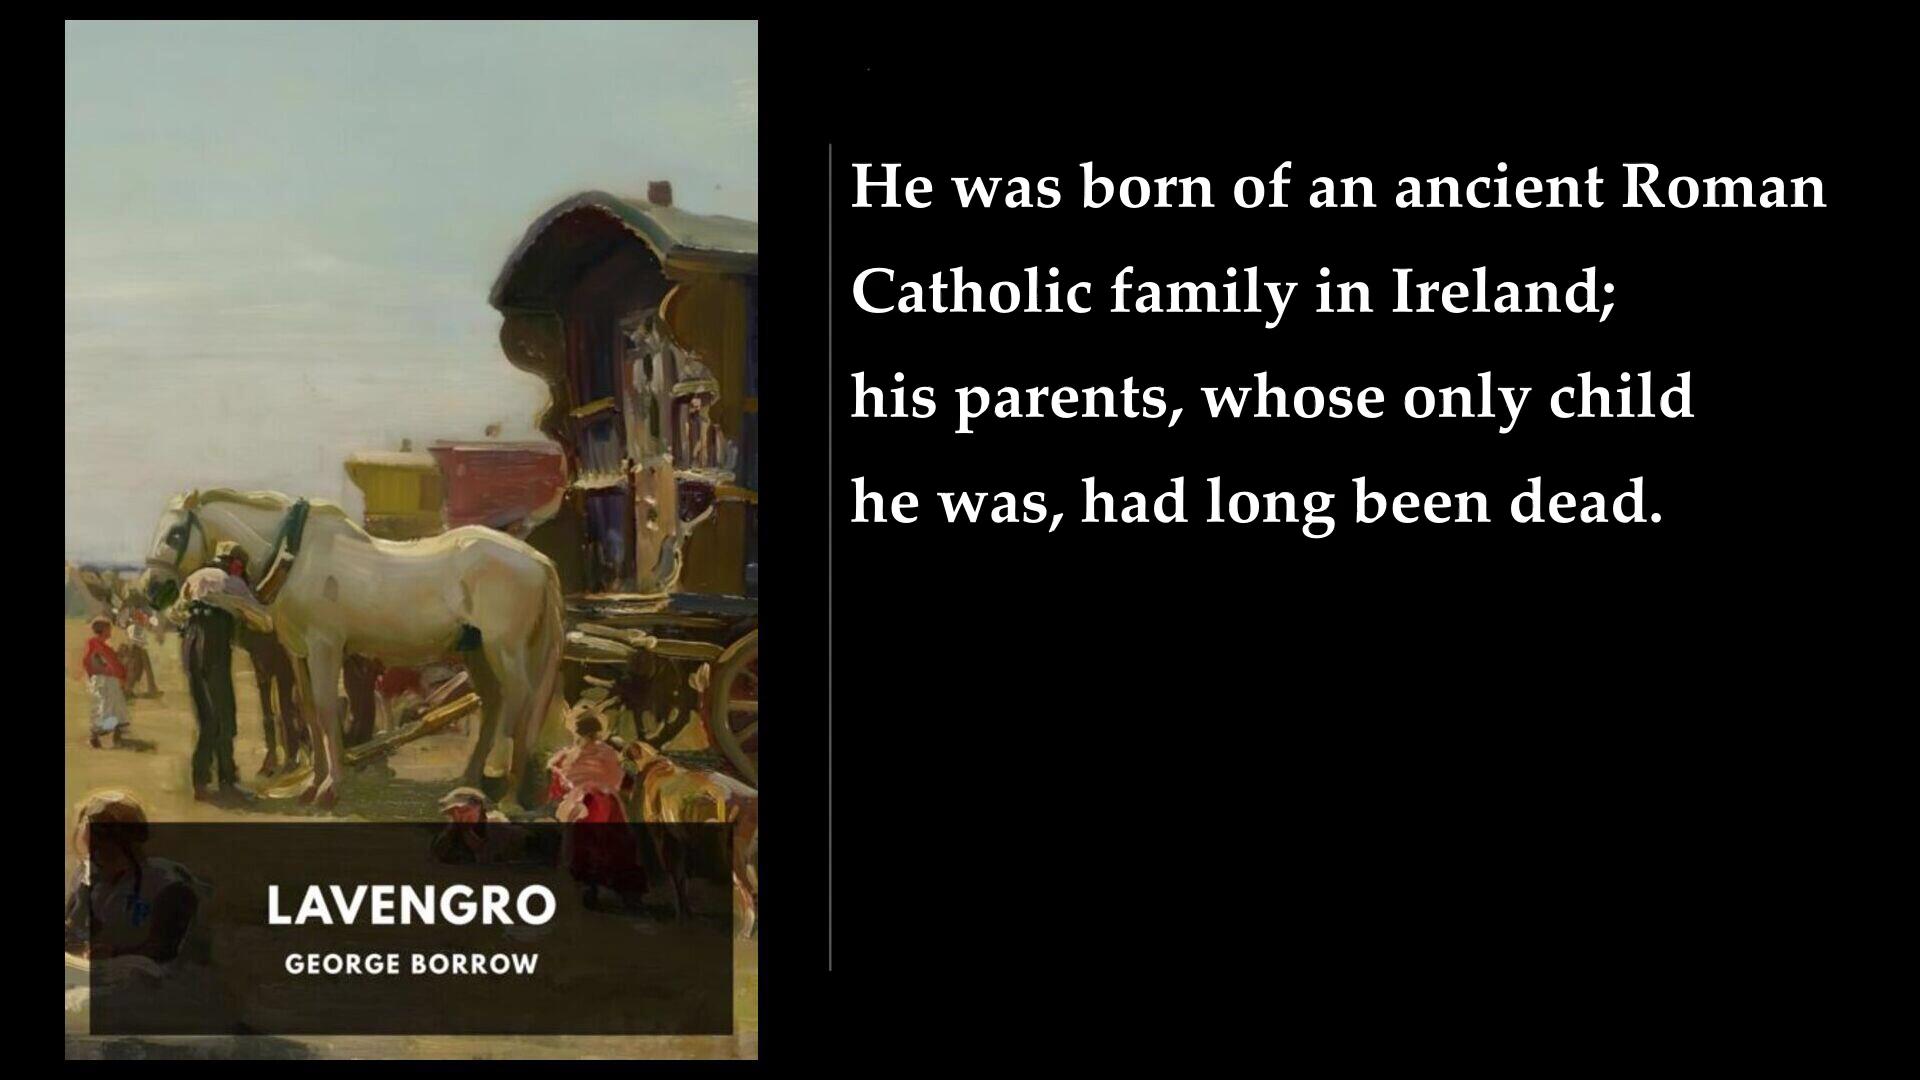 He was born of an ancient Roman
Catholic family in Ireland;
his parents, whose only child
he was, had long been dead.
LAVENGRO
GEORGE BORROW